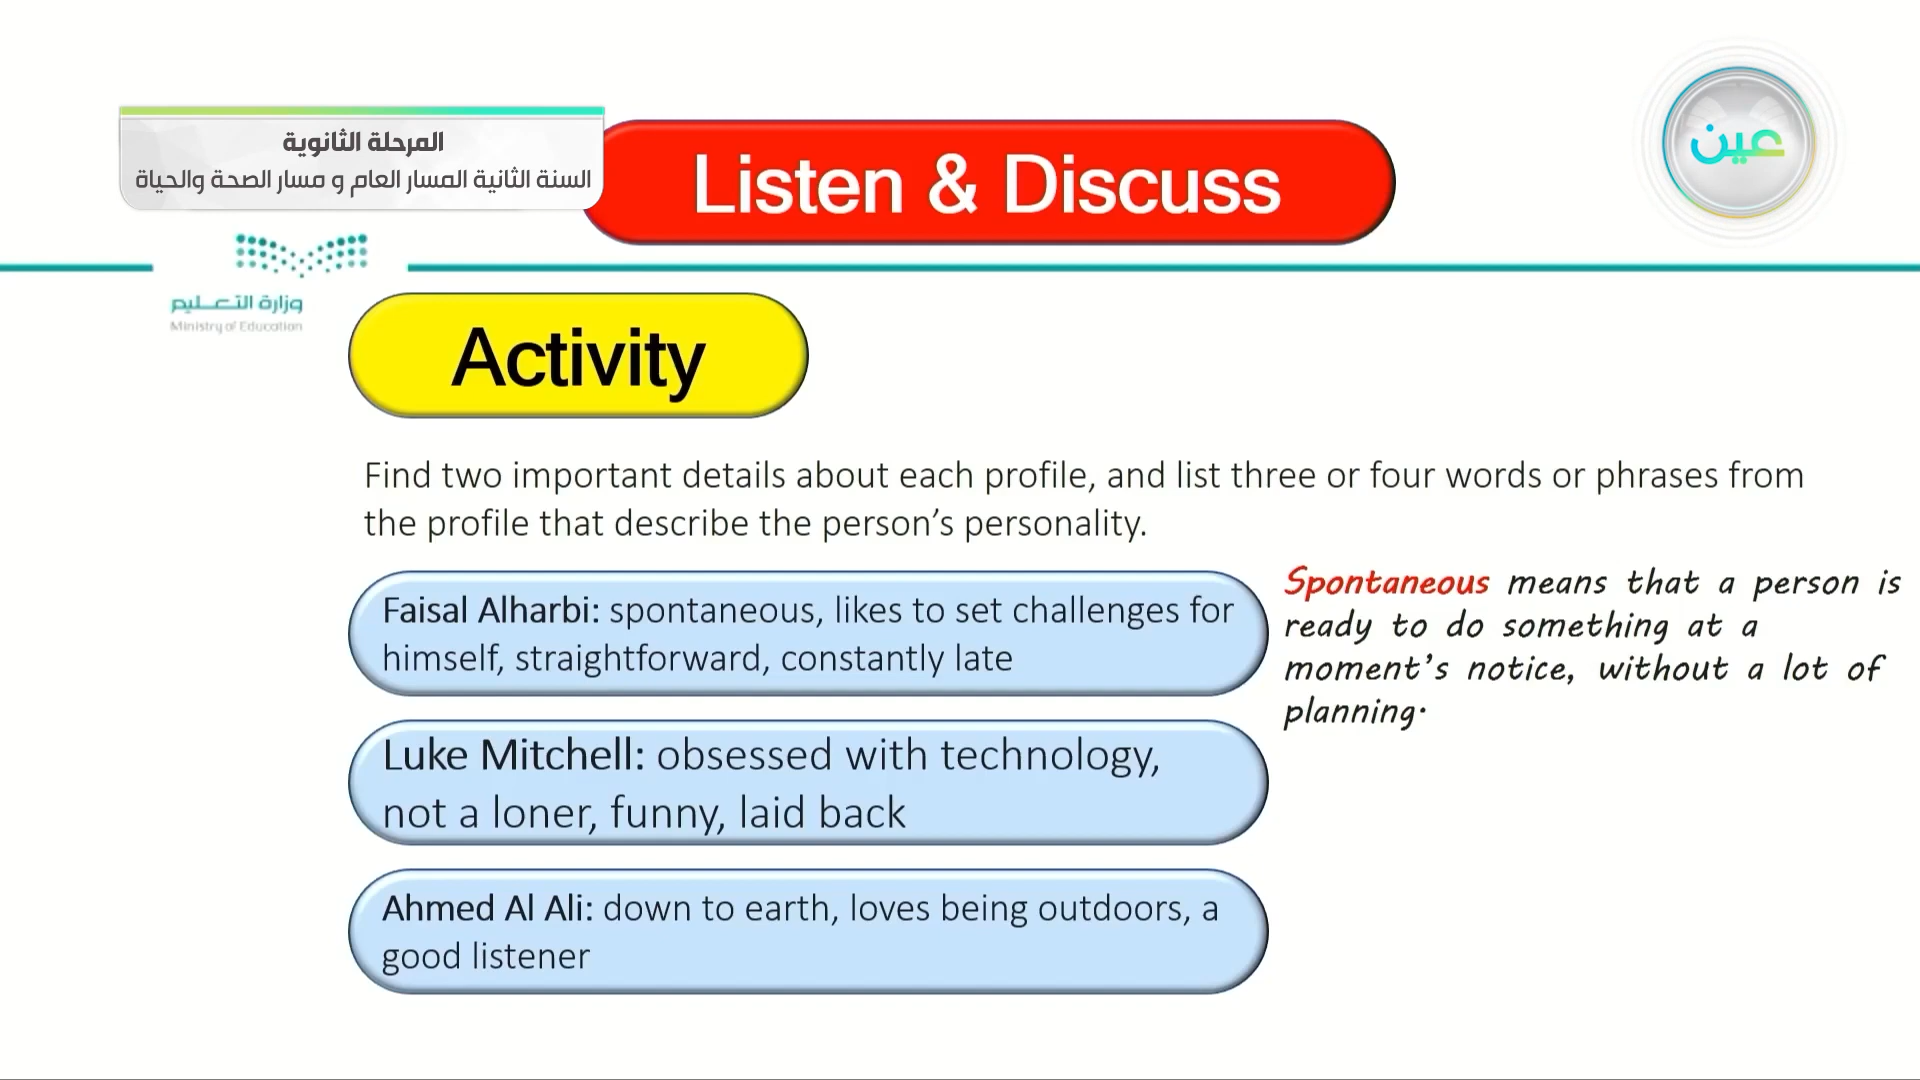 المرحلة الثانوية
السنة الثانية المسار العام و مسار الصحة والحياة
Listen & Discuss
عين
وزارة التعليم
Ministry of Education
Activity
Find two important details about each profile, and list three or four words or phrases from
the profile that describe the person’s personality.
Faisal Alharbi: spontaneous, likes to set challenges for
himself, straightforward, constantly late
Spontaneous means that a person is
ready to do something at a
moment’s notice, without a lot of
planning.
Luke Mitchell: obsessed with technology,
not a loner, funny, laid back
Ahmed Al Ali: down to earth, loves being outdoors, a
good listener